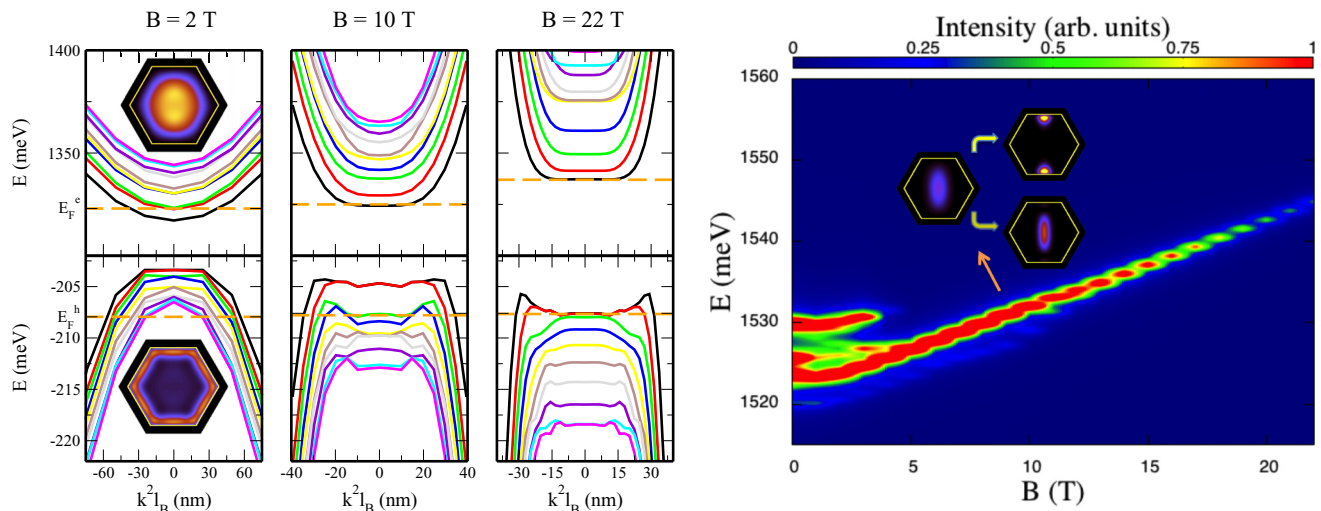 B = 2 T
B = 10 T
B = 22 T
E (meV)
1400
1350
E_F^e
E (meV)
-205
E_F^h
-210
-215
-220
-60 -30 0 30 60
-40 -20 0 20 40
-30 -15 0 15 30
k²l_B (nm)
k²l_B (nm)
k²l_B (nm)
Intensity (arb. units)
0 0.25 0.5 0.75 1
E (meV)
1560
1550
1540
1530
1520
0 5 10 15 20
B (T)